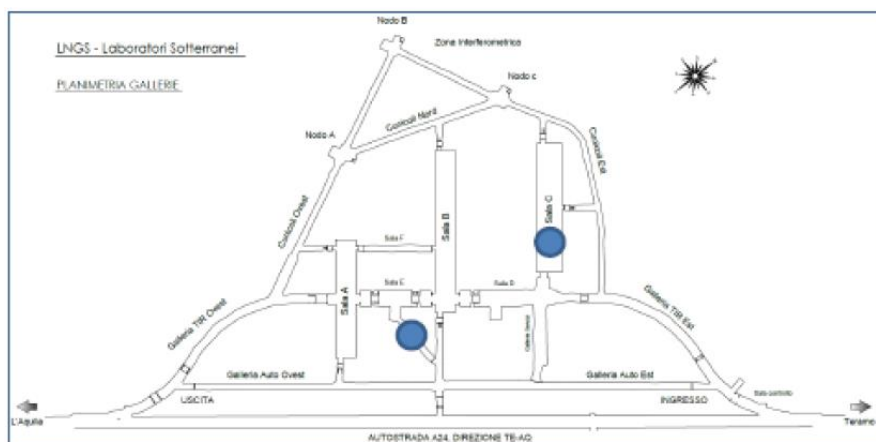 Nodo B
LNGS - Laboratori Sotterranei
Zona Interferometrica
PLANIMETRIA GALLERIE
Nodo c
Cunicoli Nord
Nodo A
Cunicoli Est
Cunicoli Ovest
Sala C
Sala B
Sala F
Sala A
Sala E
Sala D
Galleria TIR Ovest
Galleria TIR Est
Galleria Auto Ovest
Galleria Auto Est
Sala controllo
USCITA
INGRESSO
L'Aquila
Teramo
AUTOSTRADA A24, DIREZIONE TE-AQ